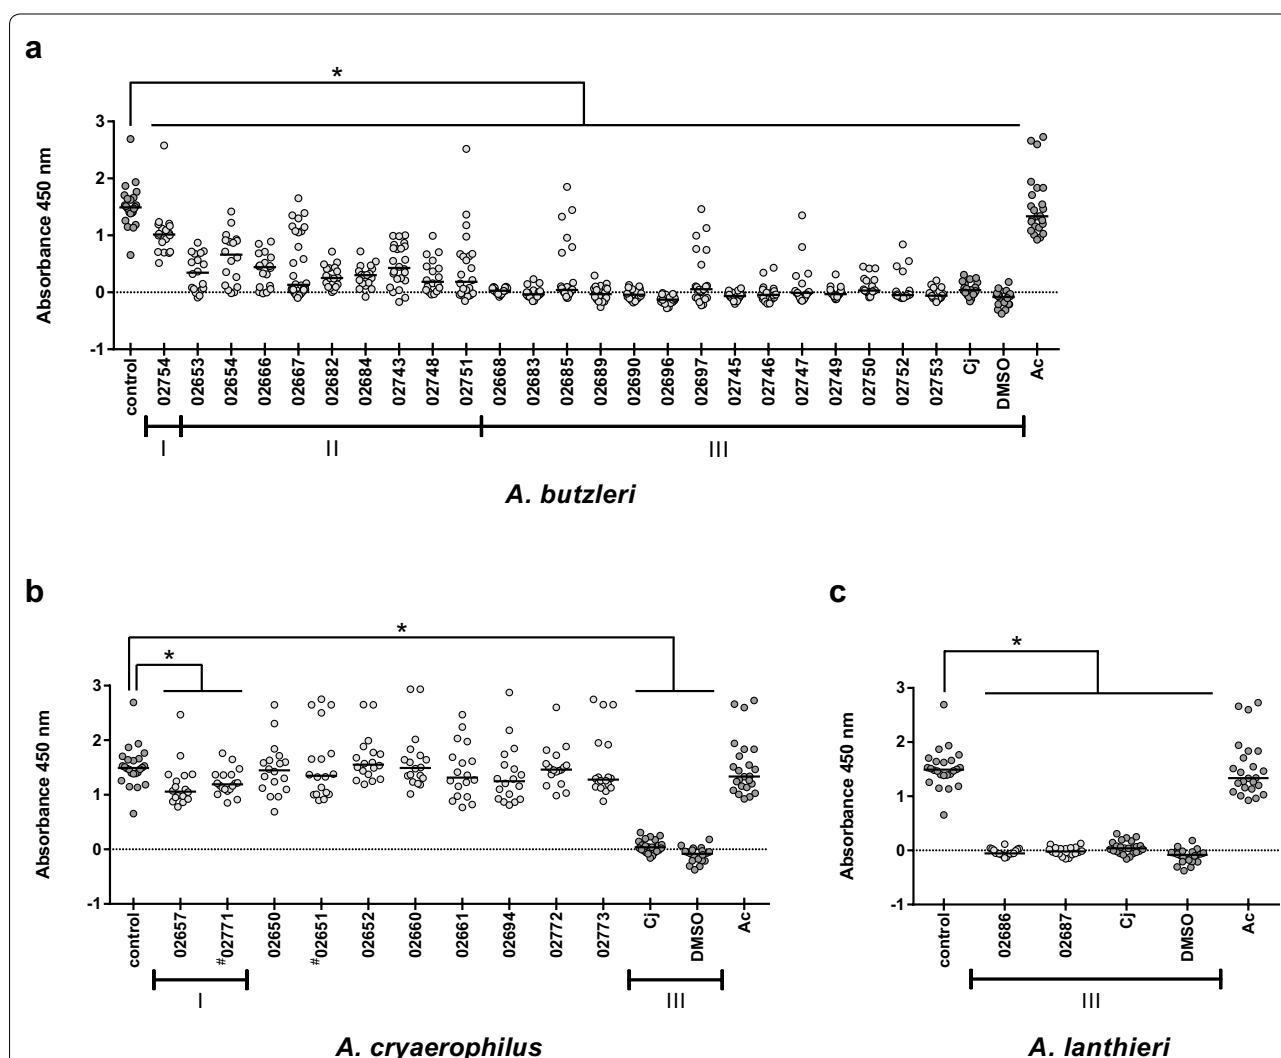 a
*
3
2
1
0
-1
Absorbance 450 nm
control
02754
02653
02654
02666
02667
02682
02684
02743
02748
02751
02668
02683
02685
02689
02690
02696
02697
02745
02746
02747
02749
02750
02752
02753
Cj
DMSO
Ac
I
II
III
A. butzleri
b
*
*
3
2
1
0
-1
Absorbance 450 nm
control
02657
#02771
02650
#02651
02652
02660
02661
02694
02772
02773
Cj
DMSO
Ac
I
III
A. cryaerophilus
c
*
3
2
1
0
-1
Absorbance 450 nm
control
02686
02687
Cj
DMSO
Ac
III
A. lanthieri